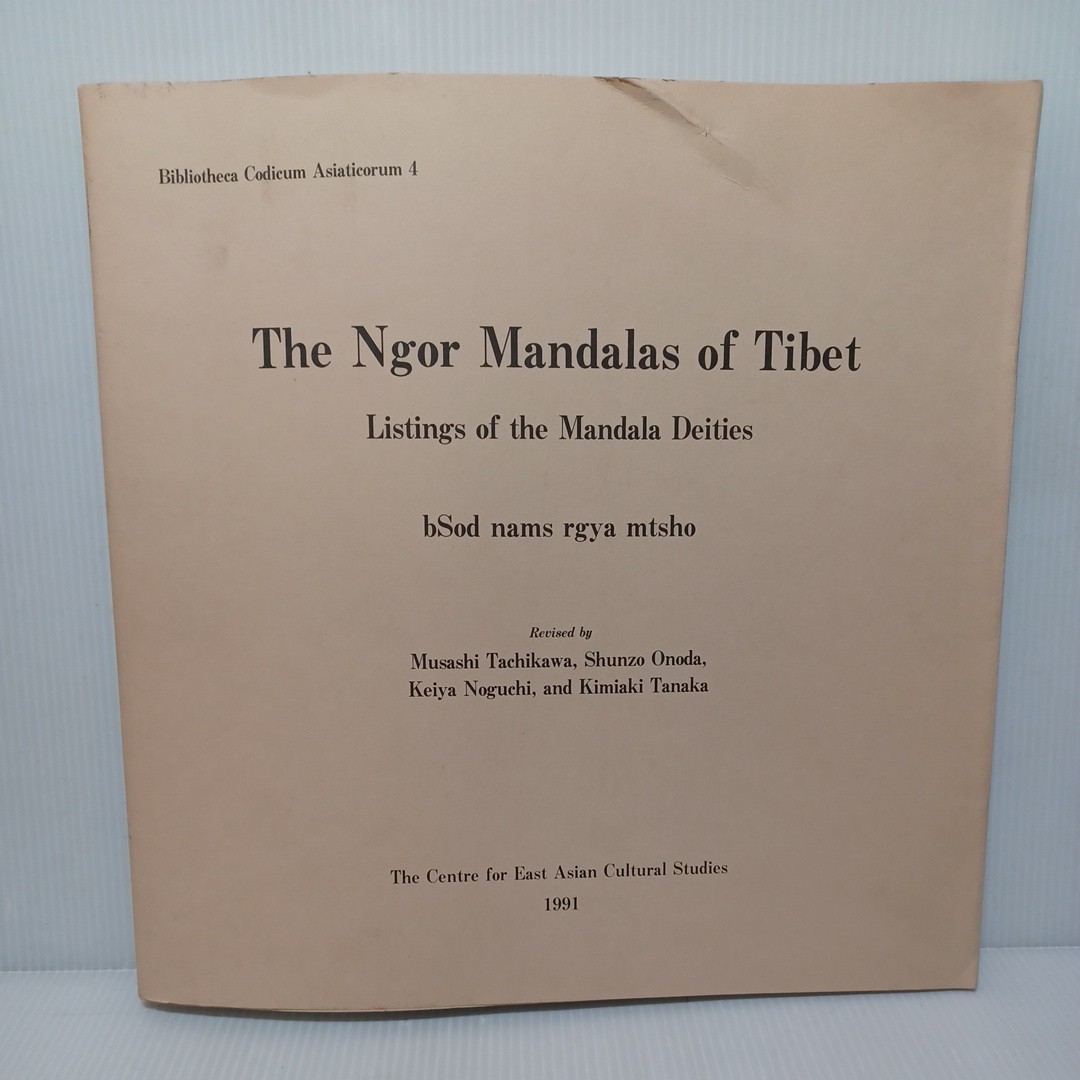 Bibliotheca Codicum Asiaticorum 4
The Ngor Mandalas of Tibet
Listings of the Mandala Deities
bSod nams rgya mtsho
Revised by
Musashi Tachikawa, Shunzo Onoda,
Keiya Noguchi, and Kimiaki Tanaka
The Centre for East Asian Cultural Studies
1991